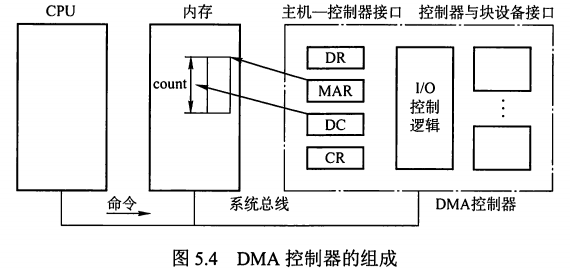 CPU
内存
主机—控制器接口
控制器与块设备接口
count
DR
MAR
DC
CR
I/O
控制
逻辑
命令
系统总线
DMA控制器
图 5.4 DMA 控制器的组成